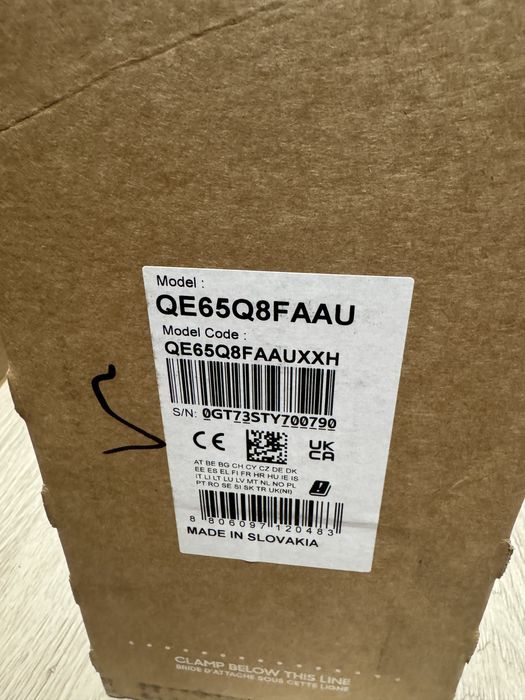 Model :
QE65Q8FAAU
Model Code :
QE65Q8FAAUXXH
S/N: 0GT73STY700790
CE
UK
CA
AT BE BG CH CY CZ DE DK
EE ES EL FI FR HR HU IE IS
IT LI LT LU LV MT NL NO PL
PT RO SE SI SK TR UK(NI)
8 806097 120483
MADE IN SLOVAKIA
CLAMP BELOW THIS LINE
BRIDE D'ATTACHE SOUS CETTE LIGNE